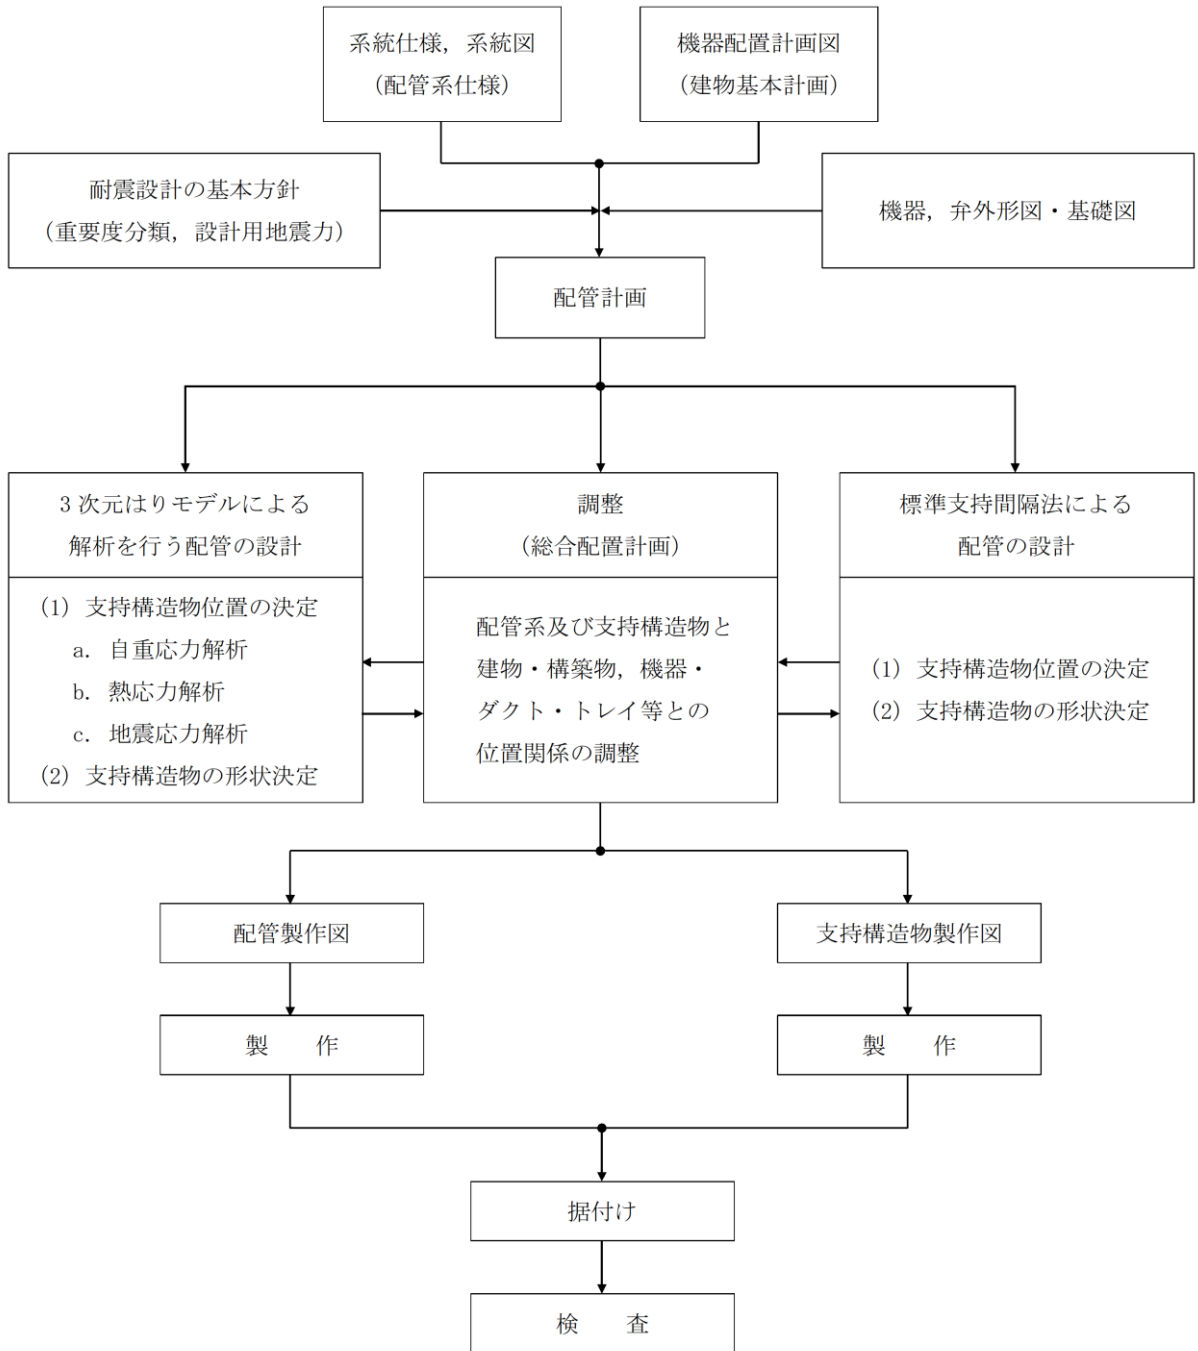 系統仕様，系統図
（配管系仕様）
機器配置計画図
（建物基本計画）
耐震設計の基本方針
（重要度分類，設計用地震力）
機器，弁外形図・基礎図
配管計画
3 次元はりモデルによる
解析を行う配管の設計
(1) 支持構造物位置の決定
a. 自重応力解析
b. 熱応力解析
c. 地震応力解析
(2) 支持構造物の形状決定
調整
（総合配置計画）
配管系及び支持構造物と
建物・構築物，機器・
ダクト・トレイ等との
位置関係の調整
標準支持間隔法による
配管の設計
(1) 支持構造物位置の決定
(2) 支持構造物の形状決定
配管製作図
支持構造物製作図
製　　作
製　　作
据付け
検　　査